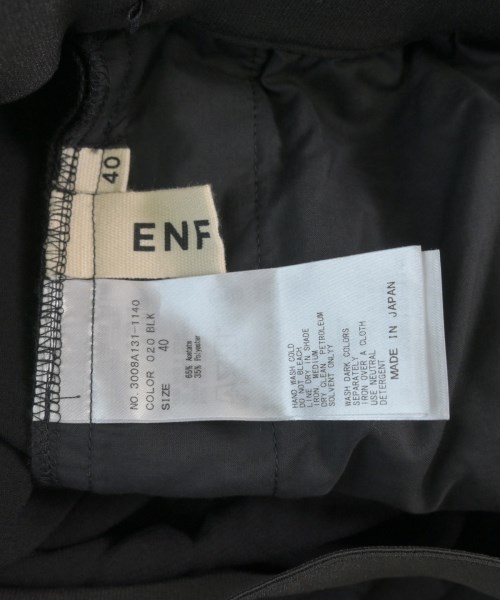 40
ENF
NO. 3008A131-1140
COLOR 020 BLK
SIZE 40
65% Acetate
35% Polyester
HAND WASH COLD
DO NOT BLEACH
LINE DRY IN SHADE
IRON MEDIUM
DRY CLEAN, PETROLEUM
SOLVENT ONLYY
WASH DARK COLORS
SEPARATELY
IRON OVER A CLOTH
USE NEUTRAL
DETERGENT
MADE IN JAPAN